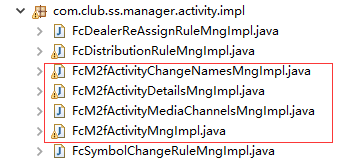 com.club.ss.manager.activity.impl
FcDealerReAssignRuleMngImpl.java
FcDistributionRuleMngImpl.java
FcM2fActivityChangeNamesMngImpl.java
FcM2fActivityDetailsMngImpl.java
FcM2fActivityMediaChannelsMngImpl.java
FcM2fActivityMngImpl.java
FcSymbolChangeRuleMngImpl.java